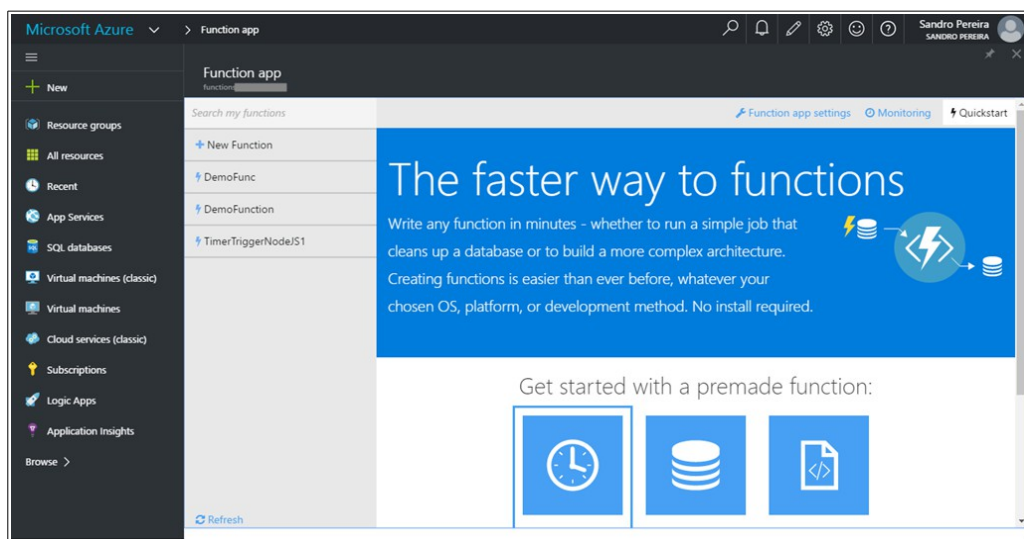 Microsoft Azure
Function app
Sandro Pereira
SANDRO PEREIRA
New
Resource groups
All resources
Recent
App Services
SQL databases
Virtual machines (classic)
Virtual machines
Cloud services (classic)
Subscriptions
Logic Apps
Application Insights
Browse >
Function app
functions
Search my functions
New Function
DemoFunc
DemoFunction
TimerTriggerNodeJS1
Refresh
Function app settings
Monitoring
Quickstart
The faster way to functions
Write any function in minutes - whether to run a simple job that
cleans up a database or to build a more complex architecture.
Creating functions is easier than ever before, whatever your
chosen OS, platform, or development method. No install required.
Get started with a premade function: